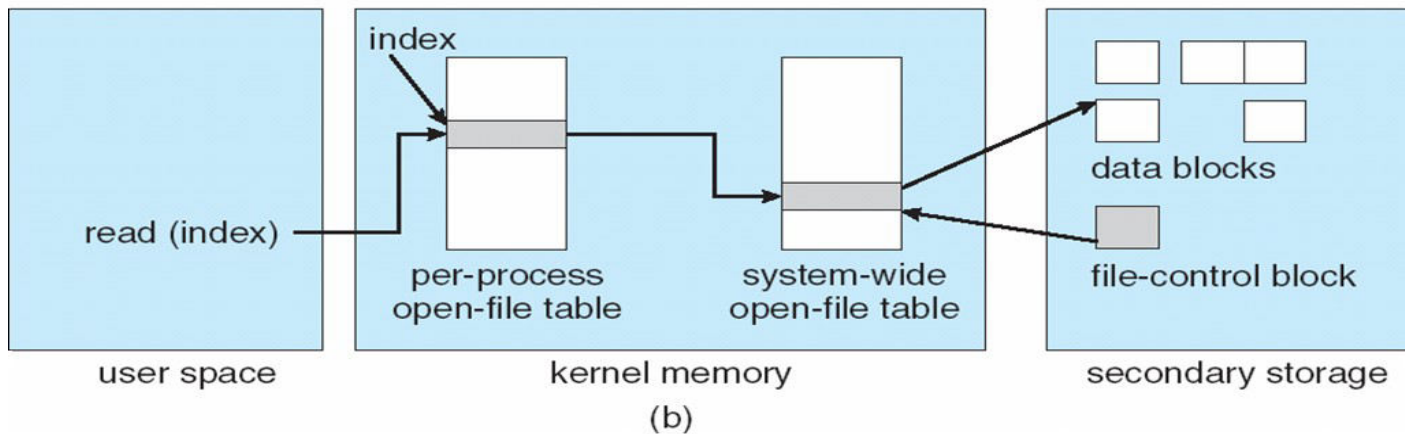 index
read (index)
per-process
open-file table
system-wide
open-file table
data blocks
file-control block
user space
kernel memory
secondary storage
(b)